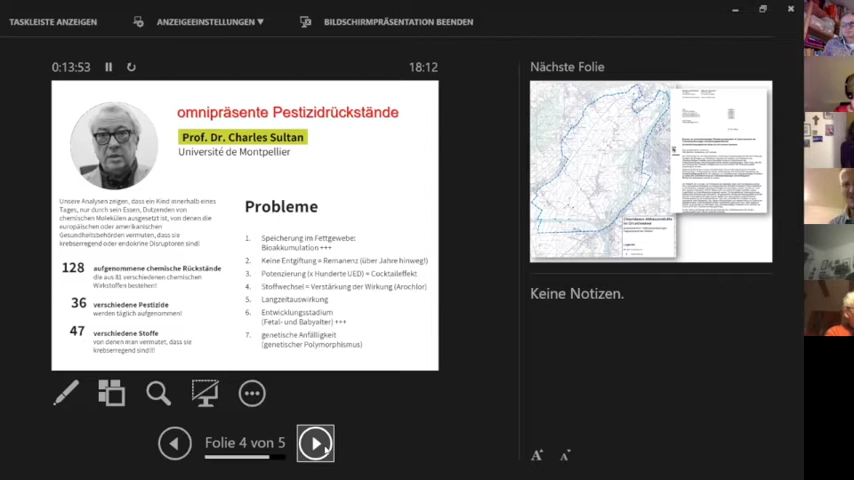 TASKLEISTE ANZEIGEN
ANZEIGEEINSTELLUNGEN ▼
BILDSCHIRMPRÄSENTATION BEENDEN
0:13:53
18:12
omnipräsente Pestizidrückstände
Prof. Dr. Charles Sultan
Université de Montpellier
Unsere Analysen zeigen, dass ein Kind innerhalb eines
Tages, nur durch sein Essen, Dutzenden von
chemischen Molekülen ausgesetzt ist, von denen die
europäischen oder amerikanischen
Gesundheitsbehörden vermuten, dass sie
krebserregend oder endokrine Disruptoren sind!
128 aufgenommene chemische Rückstände
die aus 81 verschiedenen chemischen
Wirkstoffen bestehen!
36 verschiedene Pestizide
werden täglich aufgenommen!
47 verschiedene Stoffe
von denen man vermutet, dass sie
krebserregend sind!!!
Probleme
1. Speicherung im Fettgewebe:
Bioakkumulation +++
2. Keine Entgiftung = Remanenz (über Jahre hinweg!)
3. Potenzierung (x Hunderte UED) = Cocktaileffekt
4. Stoffwechsel = Verstärkung der Wirkung (Arochlor)
5. Langzeitauswirkung
6. Entwicklungsstadium
(Fetal- und Babyalter) +++
7. genetische Anfälligkeit
(genetischer Polymorphismus)
Folie 4 von 5
Nächste Folie
Keine Notizen.
A A